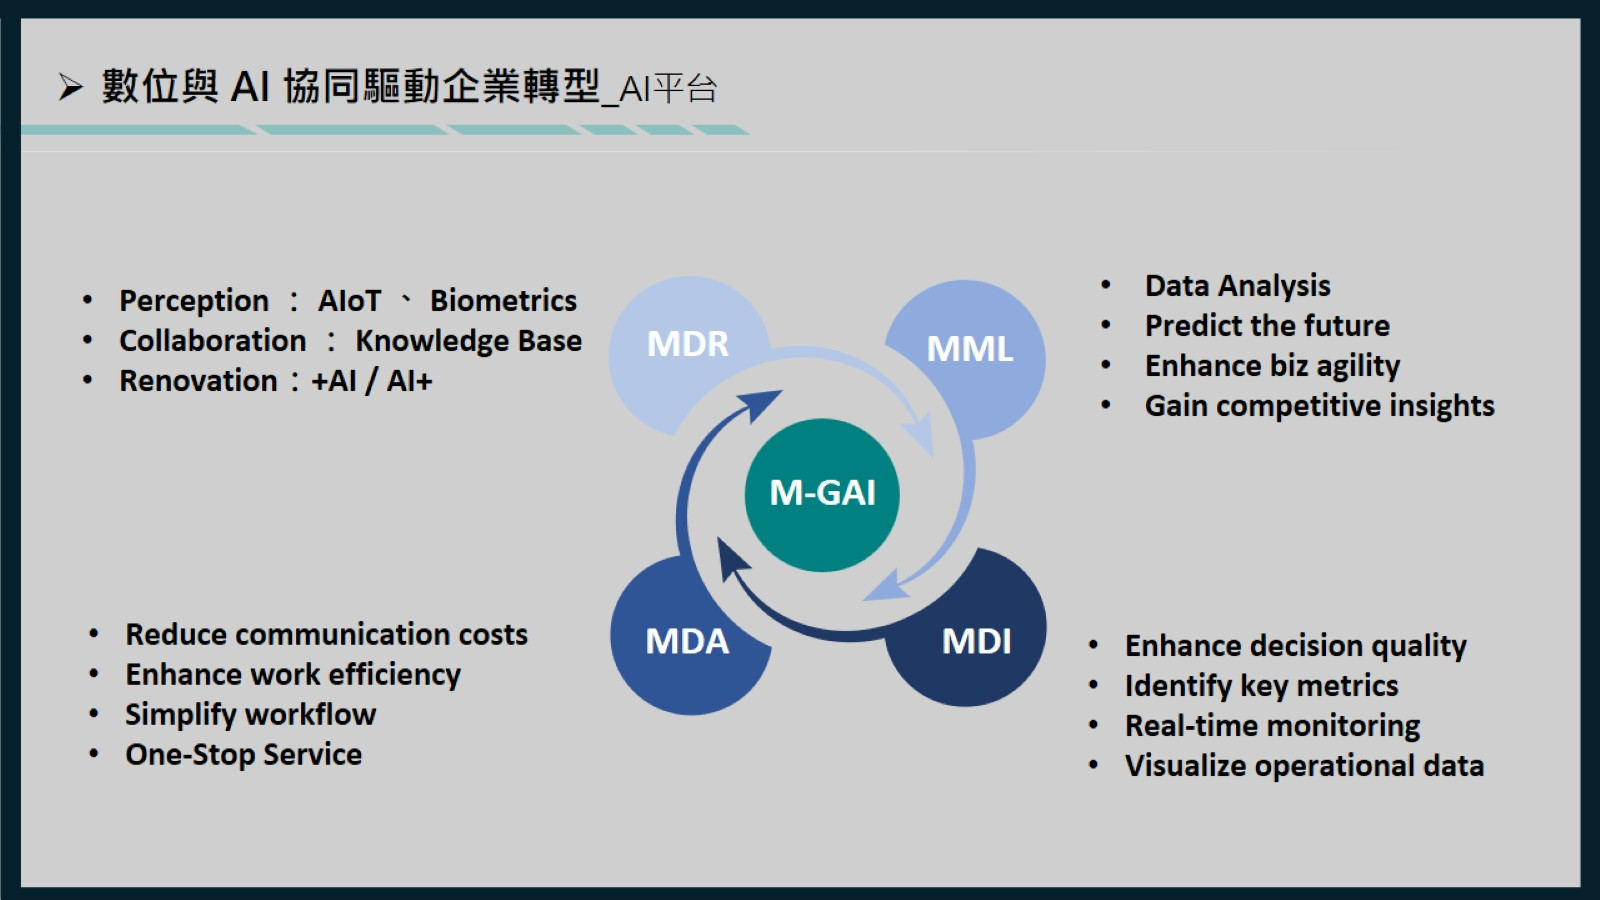 數位與 AI 協同驅動企業轉型_AI平台
• Perception ： AIoT 、 Biometrics
• Collaboration ： Knowledge Base
• Renovation：+AI / AI+
MDR
MML
• Data Analysis
• Predict the future
• Enhance biz agility
• Gain competitive insights
M-GAI
• Reduce communication costs
• Enhance work efficiency
• Simplify workflow
• One-Stop Service
MDA
MDI
• Enhance decision quality
• Identify key metrics
• Real-time monitoring
• Visualize operational data